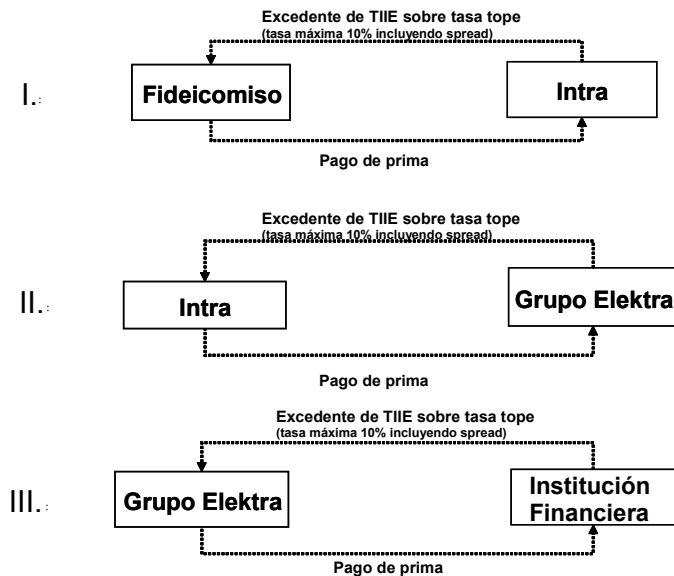 Excedente de TIIE sobre tasa tope
(tasa máxima 10% incluyendo spread)
I.:
Fideicomiso
Intra
Pago de prima
Excedente de TIIE sobre tasa tope
(tasa máxima 10% incluyendo spread)
II.:
Intra
Grupo Elektra
Pago de prima
Excedente de TIIE sobre tasa tope
(tasa máxima 10% incluyendo spread)
III.:
Grupo Elektra
Institución
Financiera
Pago de prima